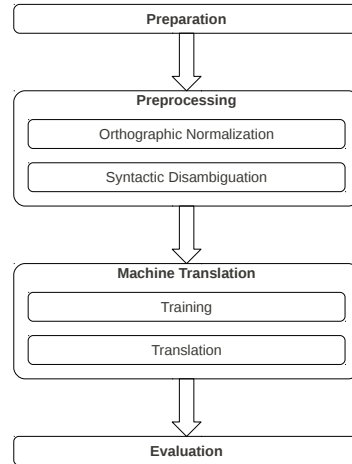 Preparation
Preprocessing
Orthographic Normalization
Syntactic Disambiguation
Machine Translation
Training
Translation
Evaluation